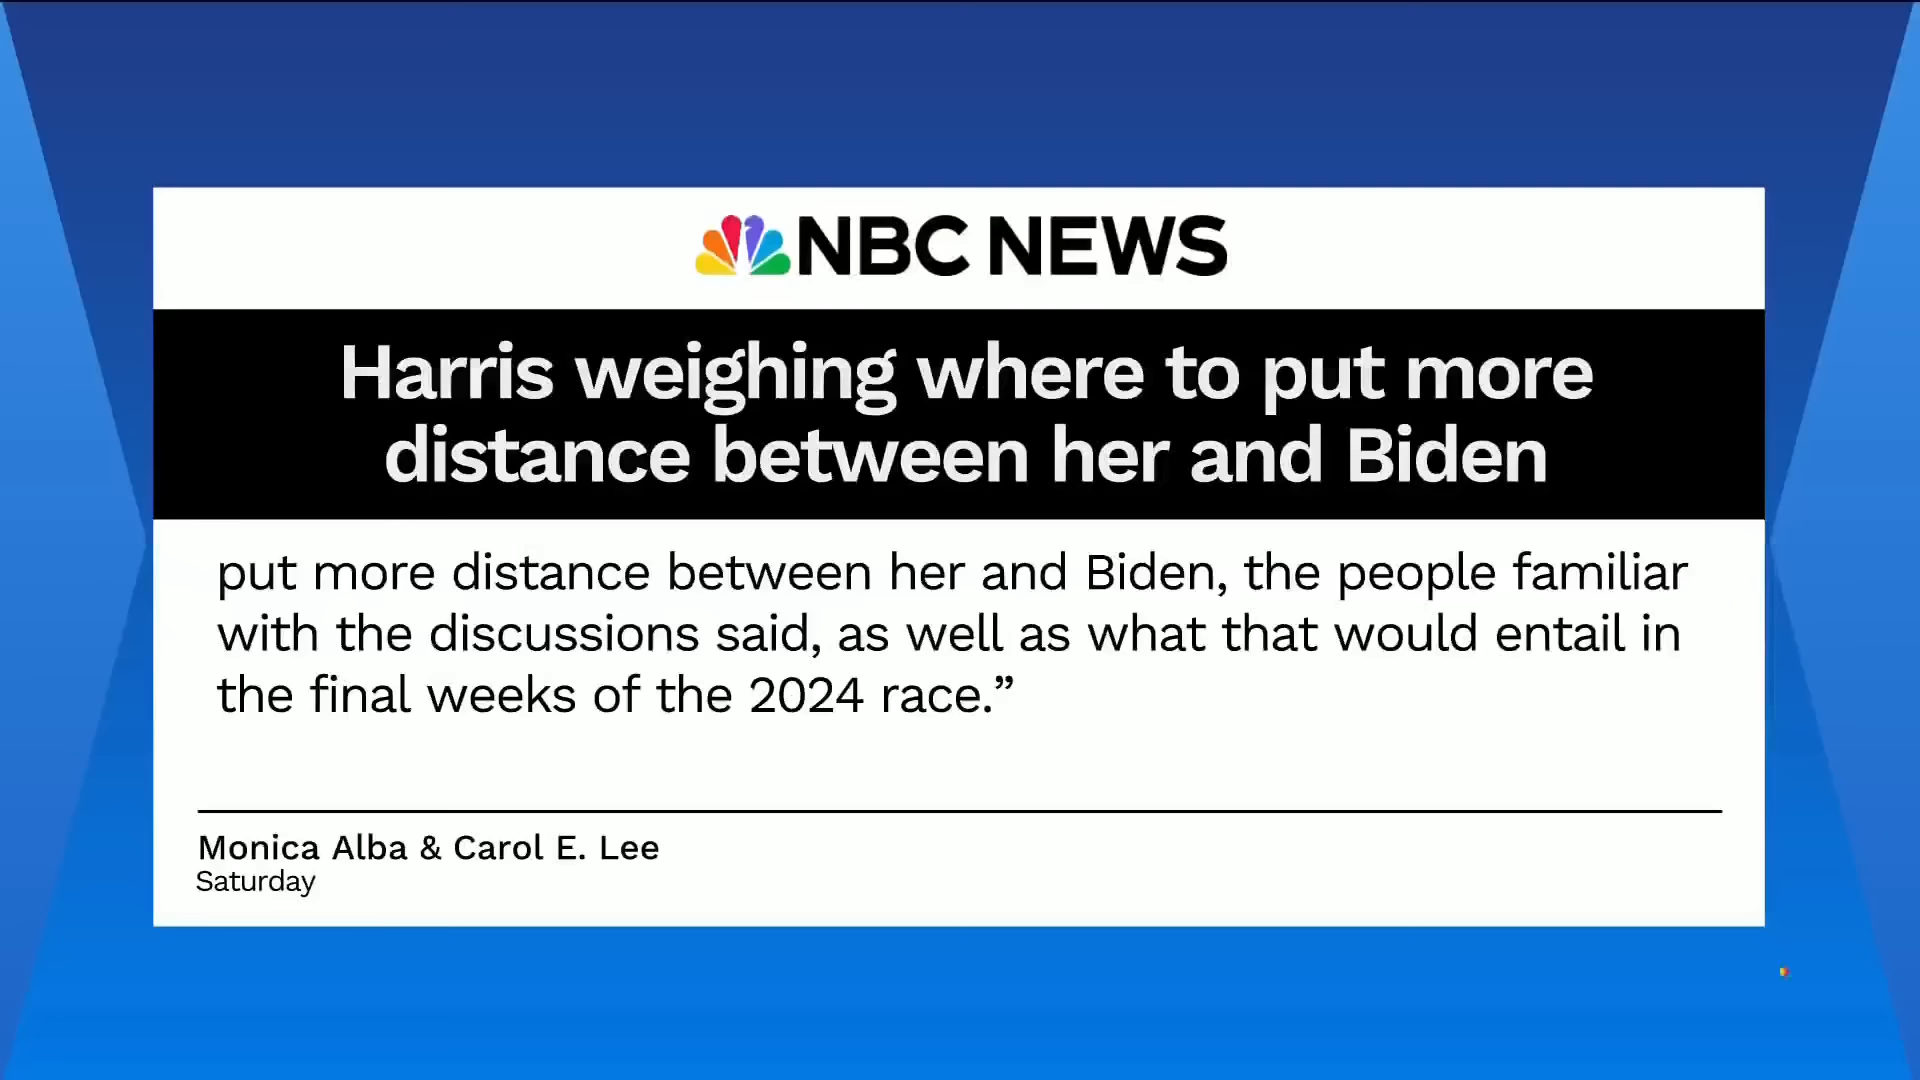 NBC NEWS
Harris weighing where to put more
distance between her and Biden
put more distance between her and Biden, the people familiar
with the discussions said, as well as what that would entail in
the final weeks of the 2024 race.”
Monica Alba & Carol E. Lee
Saturday